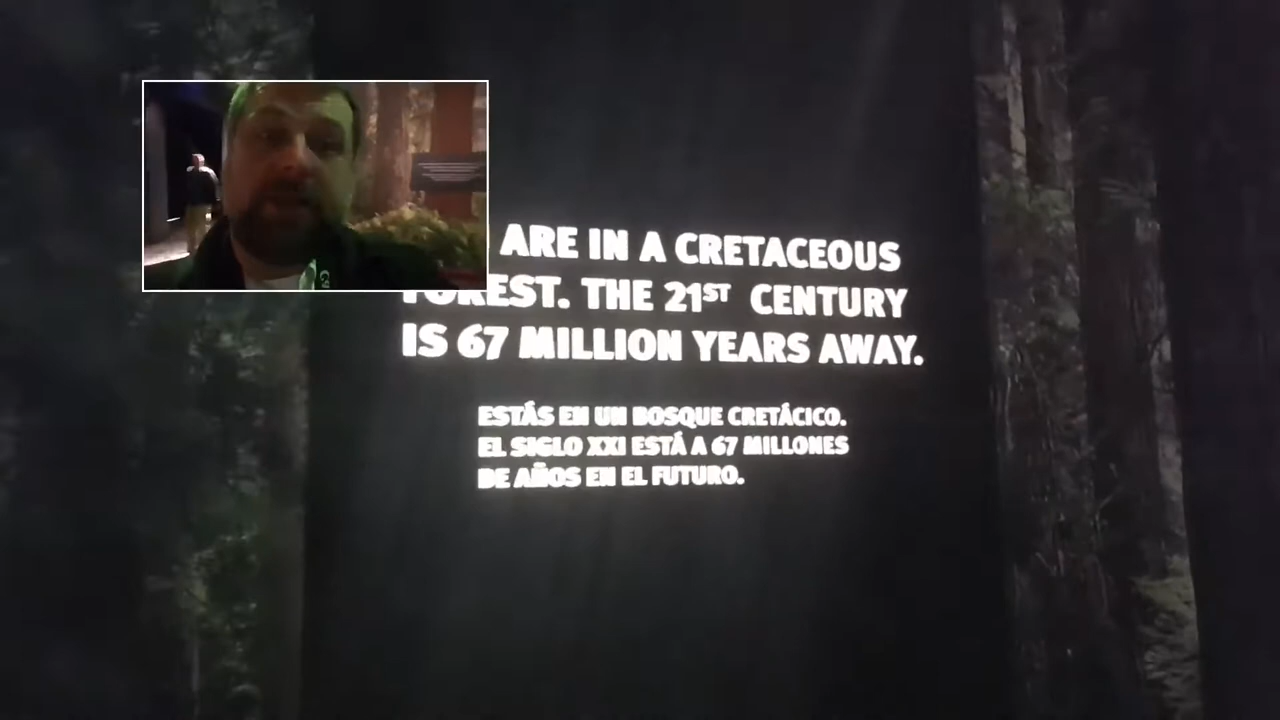 ARE IN A CRETACEOUS
FOREST. THE 21ST CENTURY
IS 67 MILLION YEARS AWAY.
ESTÁS EN UN BOSQUE CRETÁCICO.
EL SIGLO XXI ESTÁ A 67 MILLONES
DE AÑOS EN EL FUTURO.